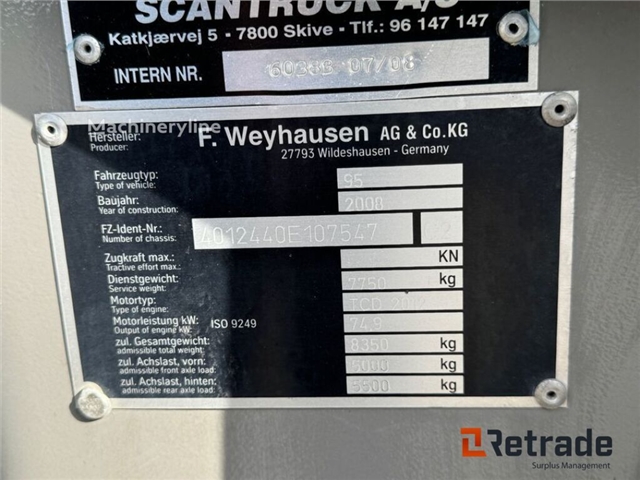 SCANTRUCK A/S
Katkjærvej 5 - 7800 Skive - Tlf.: 96 147 147
INTERN NR. 6038B 07/08
Machineryline
Hersteller: F. Weyhausen AG & Co.KG
Producer: 27793 Wildeshausen - Germany
Fahrzeugtyp: 95
Type of vehicle:
Baujahr: 2008
Year of construction:
FZ-Ident-Nr.: 4012440E107547
Number of chassis:
Zugkraft max.: KN
Tractive effort max.:
Dienstgewicht: 7750 kg
Service weight:
Motortyp: TCD
Type of engine:
Motorleistung kW: ISO 9249 74,9
Output of engine kW:
zul. Gesamtgewicht: 8350 kg
admissible total weight:
zul. Achslast, vorn: 5000 kg
admissible front axle load:
zul. Achslast, hinten: 5500 kg
admissible rear axle load:
Retrade
Surplus Management